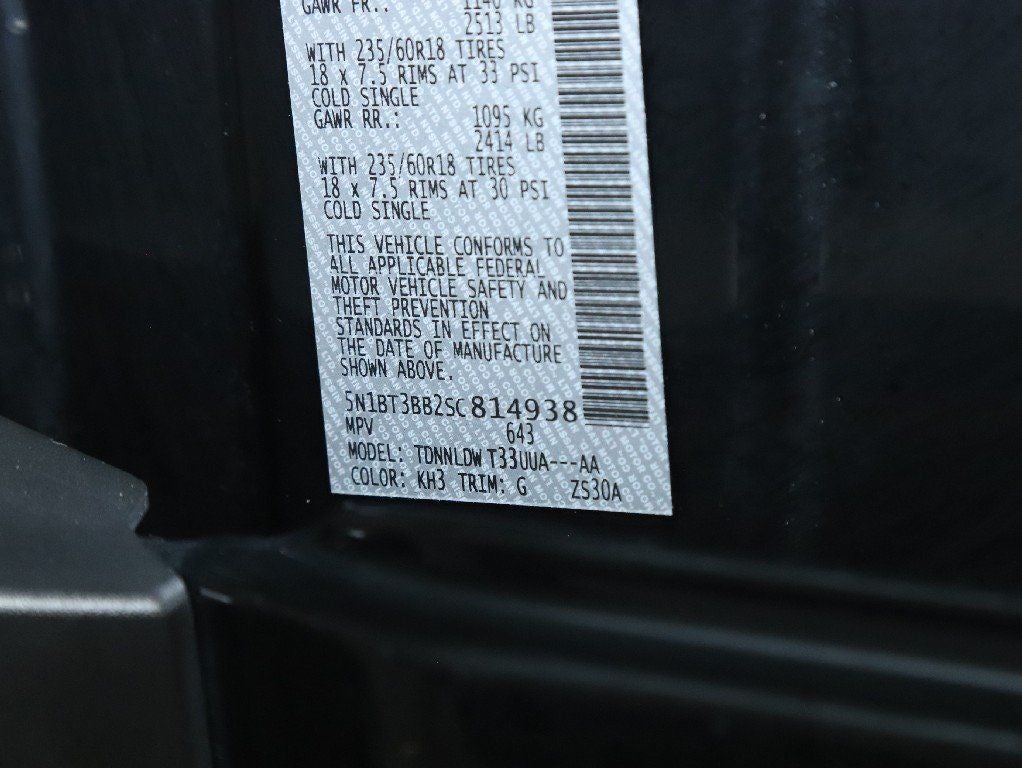 GAWR FR.: 1140 KG
2513 LB
WITH 235/60R18 TIRES
18 x 7.5 RIMS AT 33 PSI
COLD SINGLE
GAWR RR.: 1095 KG
2414 LB
WITH 235/60R18 TIRES
18 x 7.5 RIMS AT 30 PSI
COLD SINGLE
THIS VEHICLE CONFORMS TO
ALL APPLICABLE FEDERAL
MOTOR VEHICLE SAFETY AND
THEFT PREVENTION
STANDARDS IN EFFECT ON
THE DATE OF MANUFACTURE
SHOWN ABOVE.
5N1BT3BB2SC814938
MPV 643
MODEL: TDNNLDW T33UUA---AA
COLOR: KH3 TRIM: G ZS30A